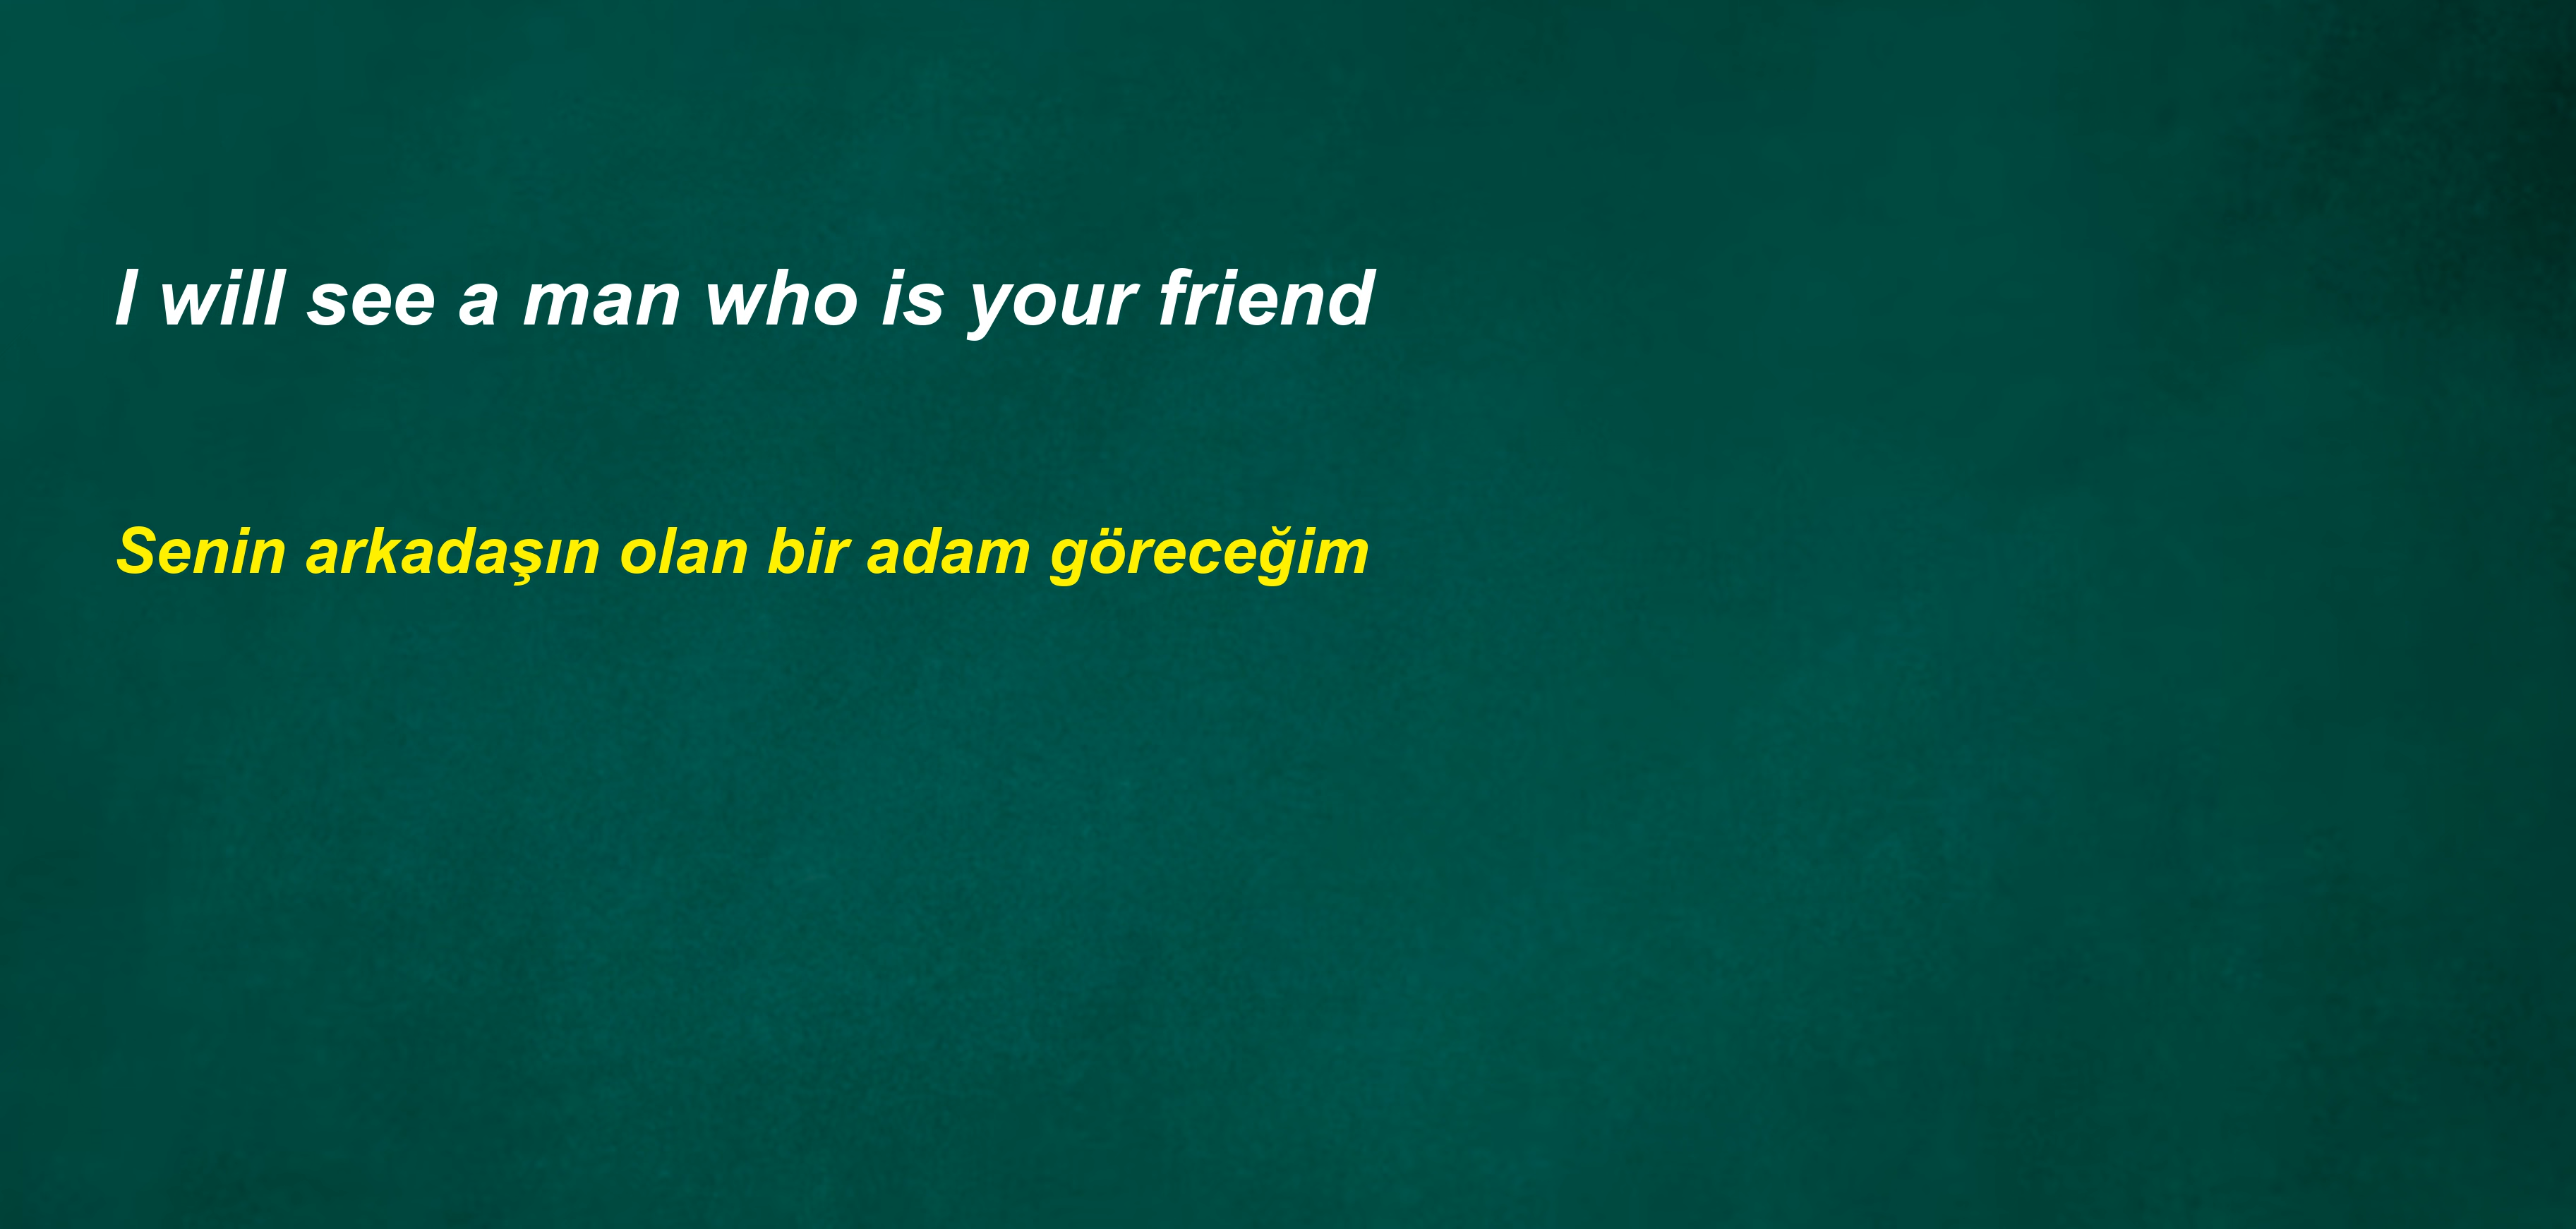 I will see a man who is your friend
Senin arkadaşın olan bir adam göreceğim